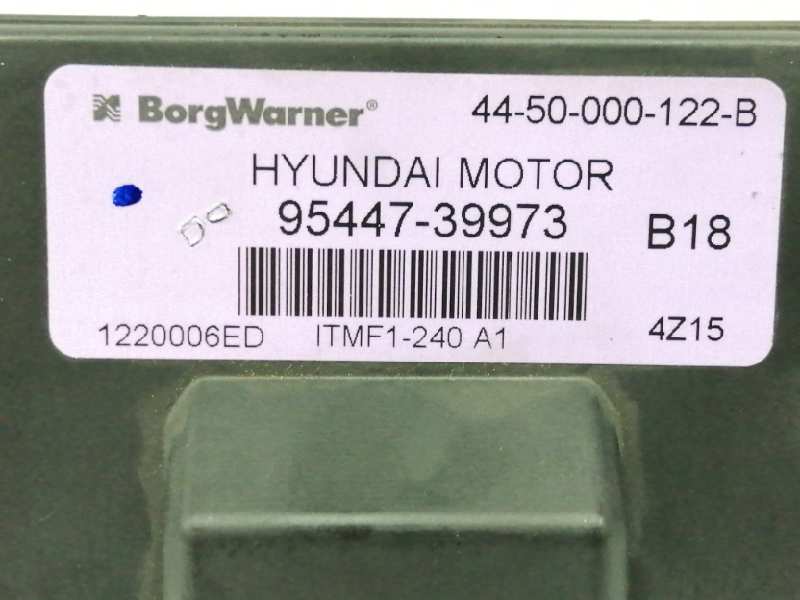 BorgWarner® 44-50-000-122-B
HYUNDAI MOTOR
95447-39973 B18
1220006ED ITMF1-240 A1 4Z15